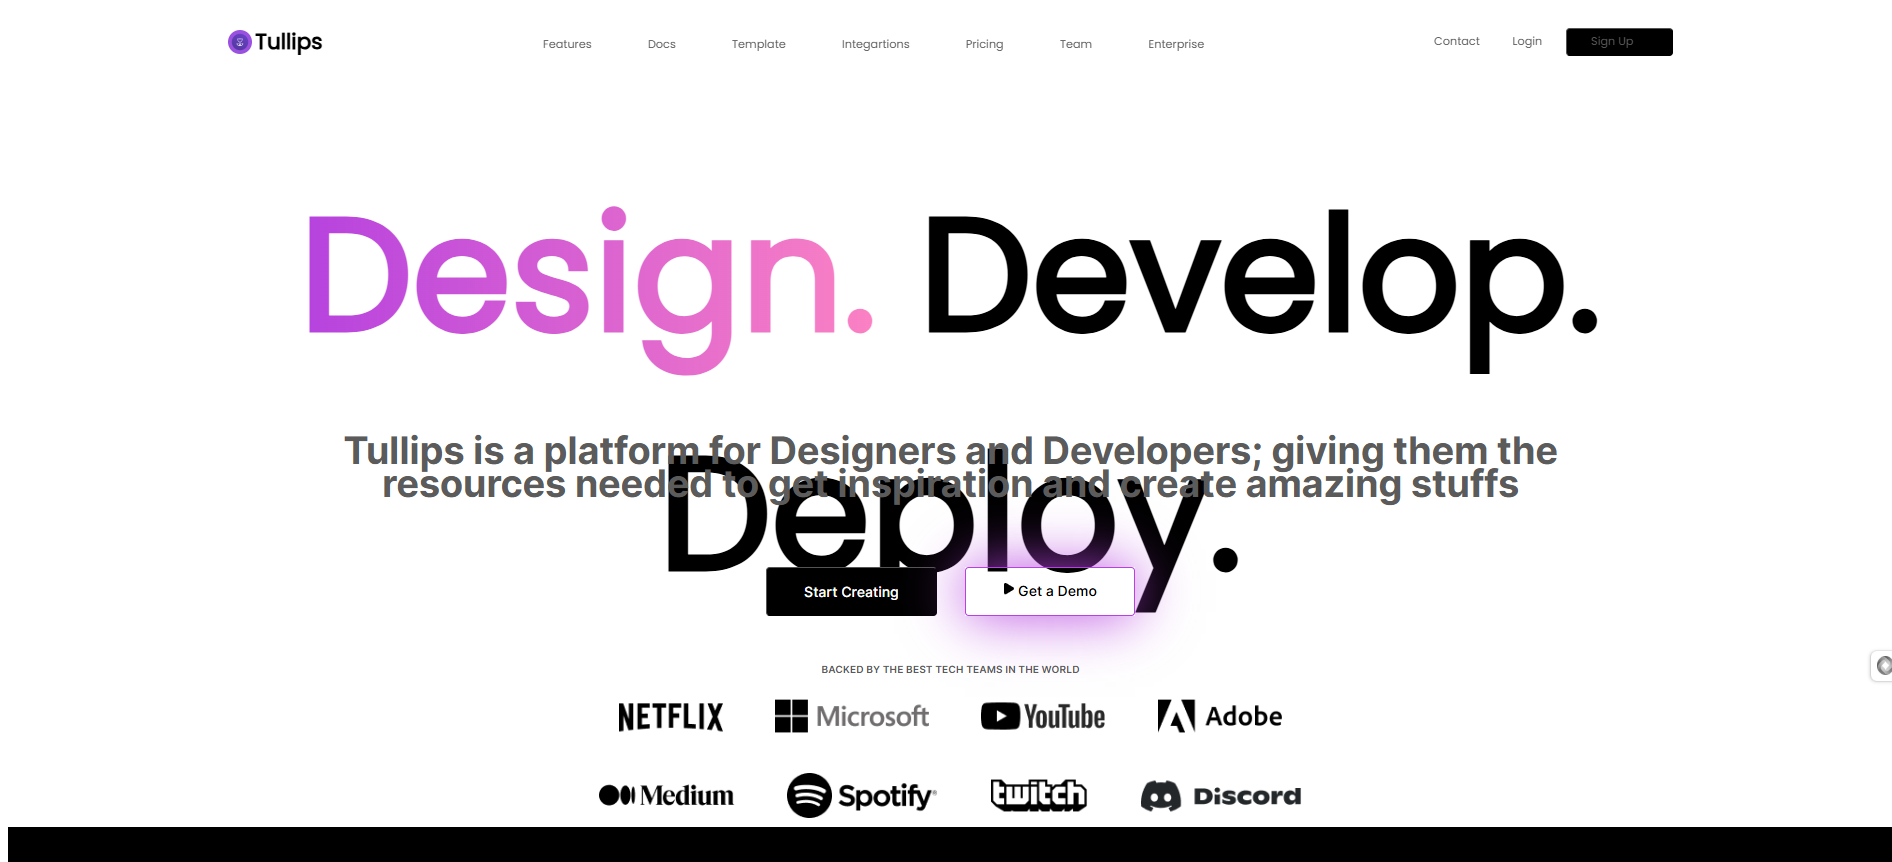 Tullips
Features Docs Template Integartions Pricing Team Enterprise
Contact Login Sign Up
Design. Develop.
Deploy.
Tullips is a platform for Designers and Developers; giving them the
resources needed to get inspiration and create amazing stuffs
Start Creating Get a Demo
BACKED BY THE BEST TECH TEAMS IN THE WORLD
NETFLIX Microsoft YouTube Adobe
Medium Spotify twitch Discord